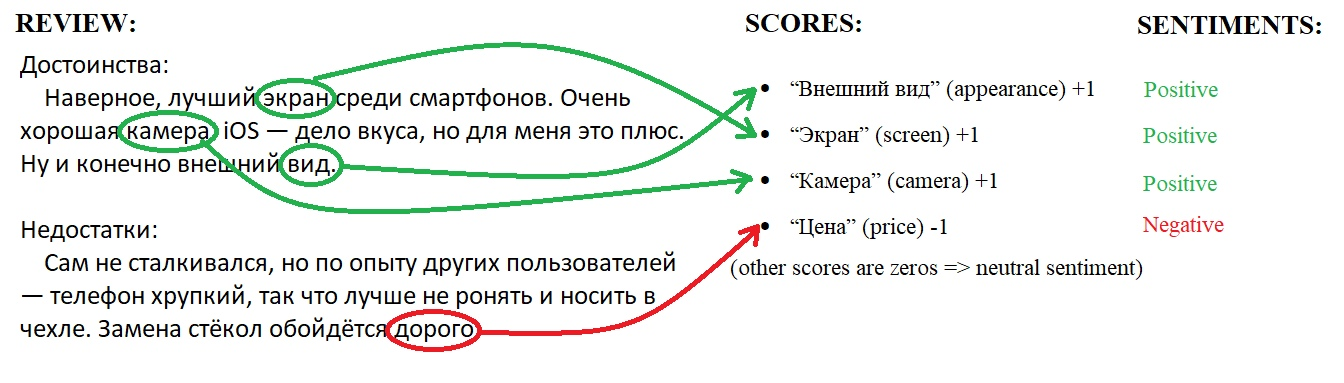 REVIEW:
Достоинства:
Наверное, лучший экран среди смартфонов. Очень
хорошая камера, iOS — дело вкуса, но для меня это плюс.
Ну и конечно внешний вид.
Недостатки:
Сам не сталкивался, но по опыту других пользователей
— телефон хрупкий, так что лучше не ронять и носить в
чехле. Замена стёкол обойдётся дорого
SCORES:
• “Внешний вид” (appearance) +1
• “Экран” (screen) +1
• “Камера” (camera) +1
• “Цена” (price) -1
(other scores are zeros => neutral sentiment)
SENTIMENTS:
Positive
Positive
Positive
Negative